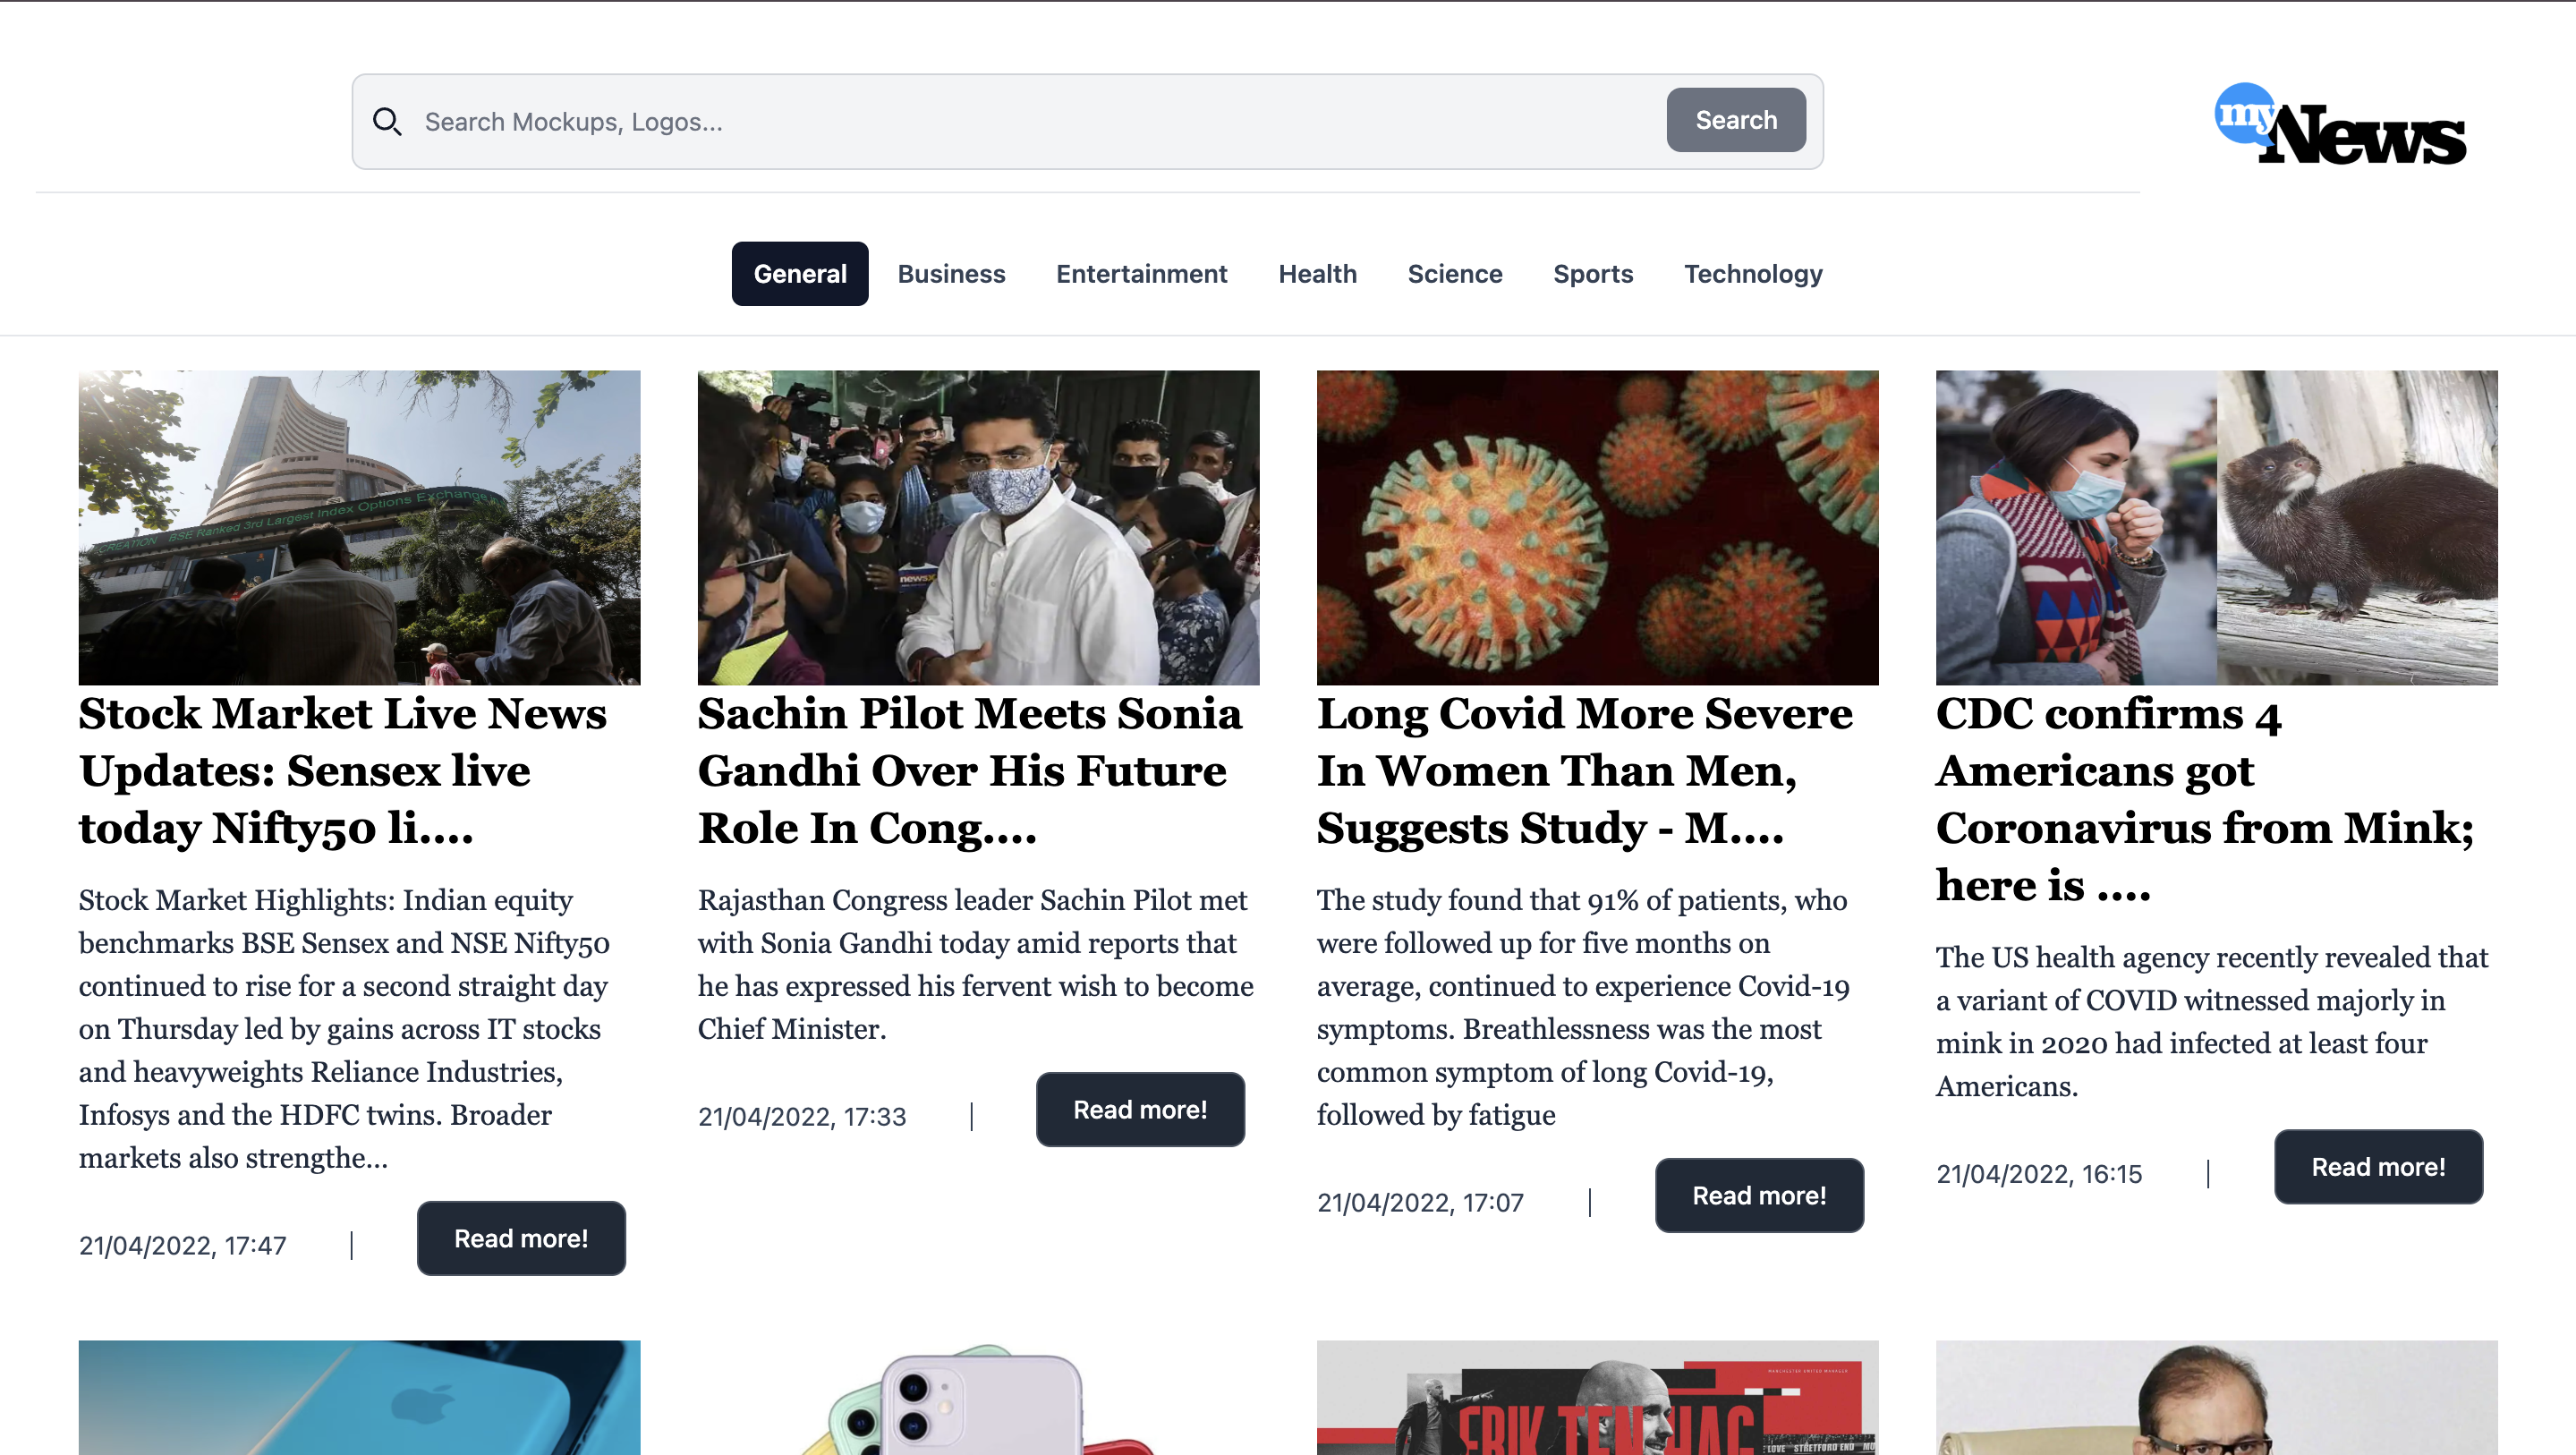 Search Mockups, Logos...
Search
my
News
General
Business
Entertainment
Health
Science
Sports
Technology
CREATION BSE Ranked 3rd Largest Index Options Exchange
newsX
Stock Market Live News
Updates: Sensex live
today Nifty50 li....
Stock Market Highlights: Indian equity
benchmarks BSE Sensex and NSE Nifty50
continued to rise for a second straight day
on Thursday led by gains across IT stocks
and heavyweights Reliance Industries,
Infosys and the HDFC twins. Broader
markets also strengthe...
21/04/2022, 17:47
|
Read more!
Sachin Pilot Meets Sonia
Gandhi Over His Future
Role In Cong....
Rajasthan Congress leader Sachin Pilot met
with Sonia Gandhi today amid reports that
he has expressed his fervent wish to become
Chief Minister.
21/04/2022, 17:33
|
Read more!
Long Covid More Severe
In Women Than Men,
Suggests Study - M....
The study found that 91% of patients, who
were followed up for five months on
average, continued to experience Covid-19
symptoms. Breathlessness was the most
common symptom of long Covid-19,
followed by fatigue
21/04/2022, 17:07
|
Read more!
CDC confirms 4
Americans got
Coronavirus from Mink;
here is ....
The US health agency recently revealed that
a variant of COVID witnessed majorly in
mink in 2020 had infected at least four
Americans.
21/04/2022, 16:15
|
Read more!
MANCHESTER UNITED MANAGER
ERIK TEN HAG
LOVE STRETFORD END